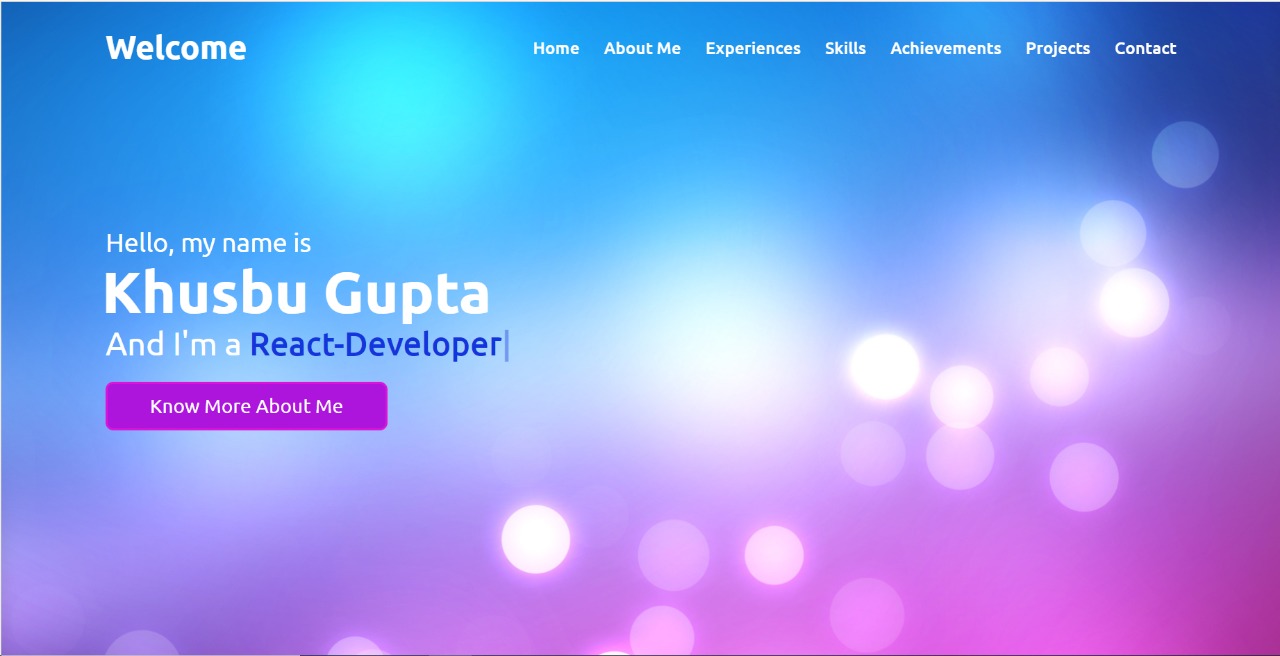 Welcome
Home About Me Experiences Skills Achievements Projects Contact
Hello, my name is
Khusbu Gupta
And I'm a React-Developer|
Know More About Me